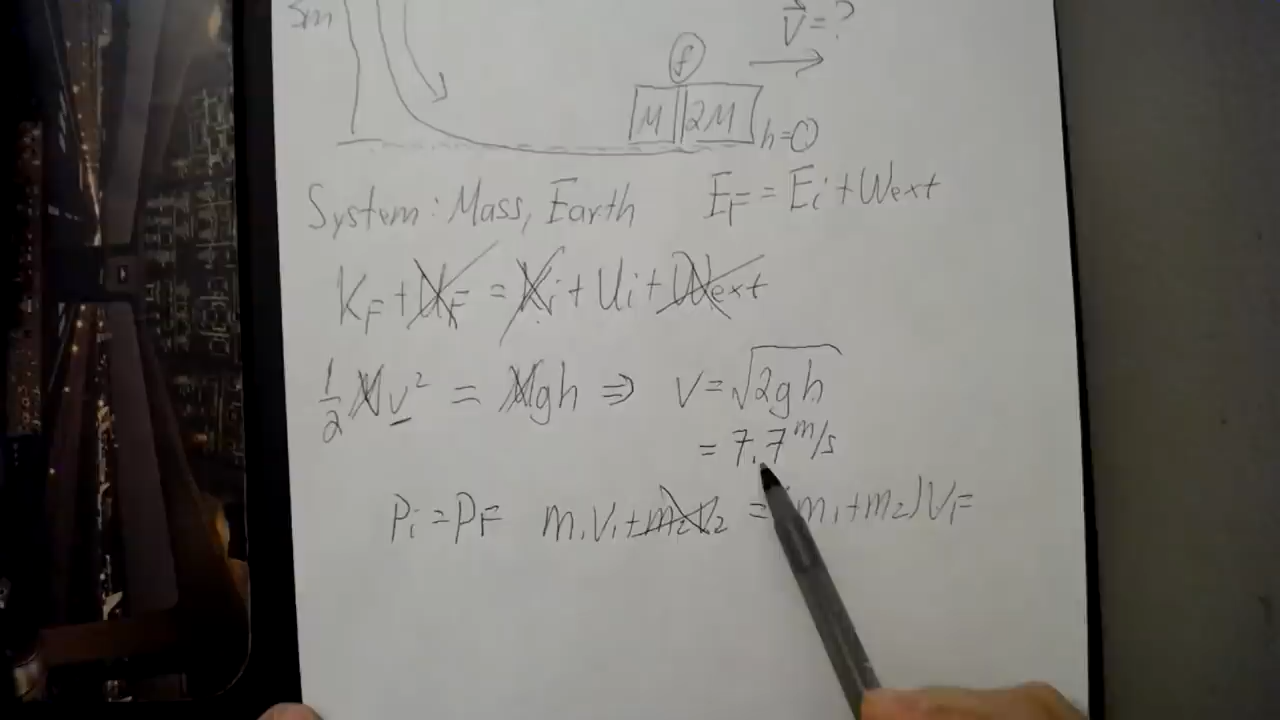 5m
V=?
f
M 2M
h=0
System: Mass, Earth EF = Ei + Wext
KF + UF = Ki + Ui + Wext
1/2 Mv² = Mgh ⇒ v = √2gh
= 7.7 m/s
Pi = PF m₁v₁ + m₂v₂ = (m₁+m₂)VF